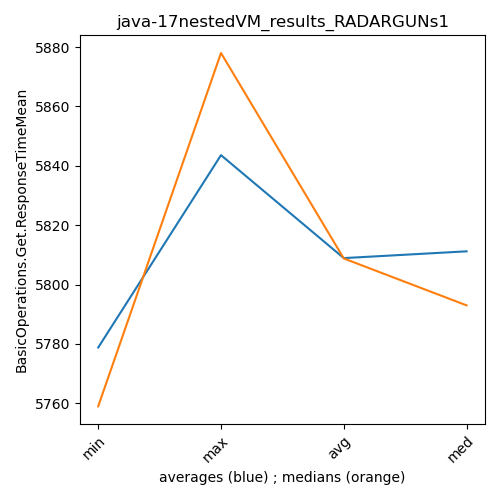 java-17nestedVM_results_RADARGUNs1
BasicOperations.Get.ResponseTimeMean
5880
5860
5840
5820
5800
5780
5760
min
max
avg
med
averages (blue) ; medians (orange)